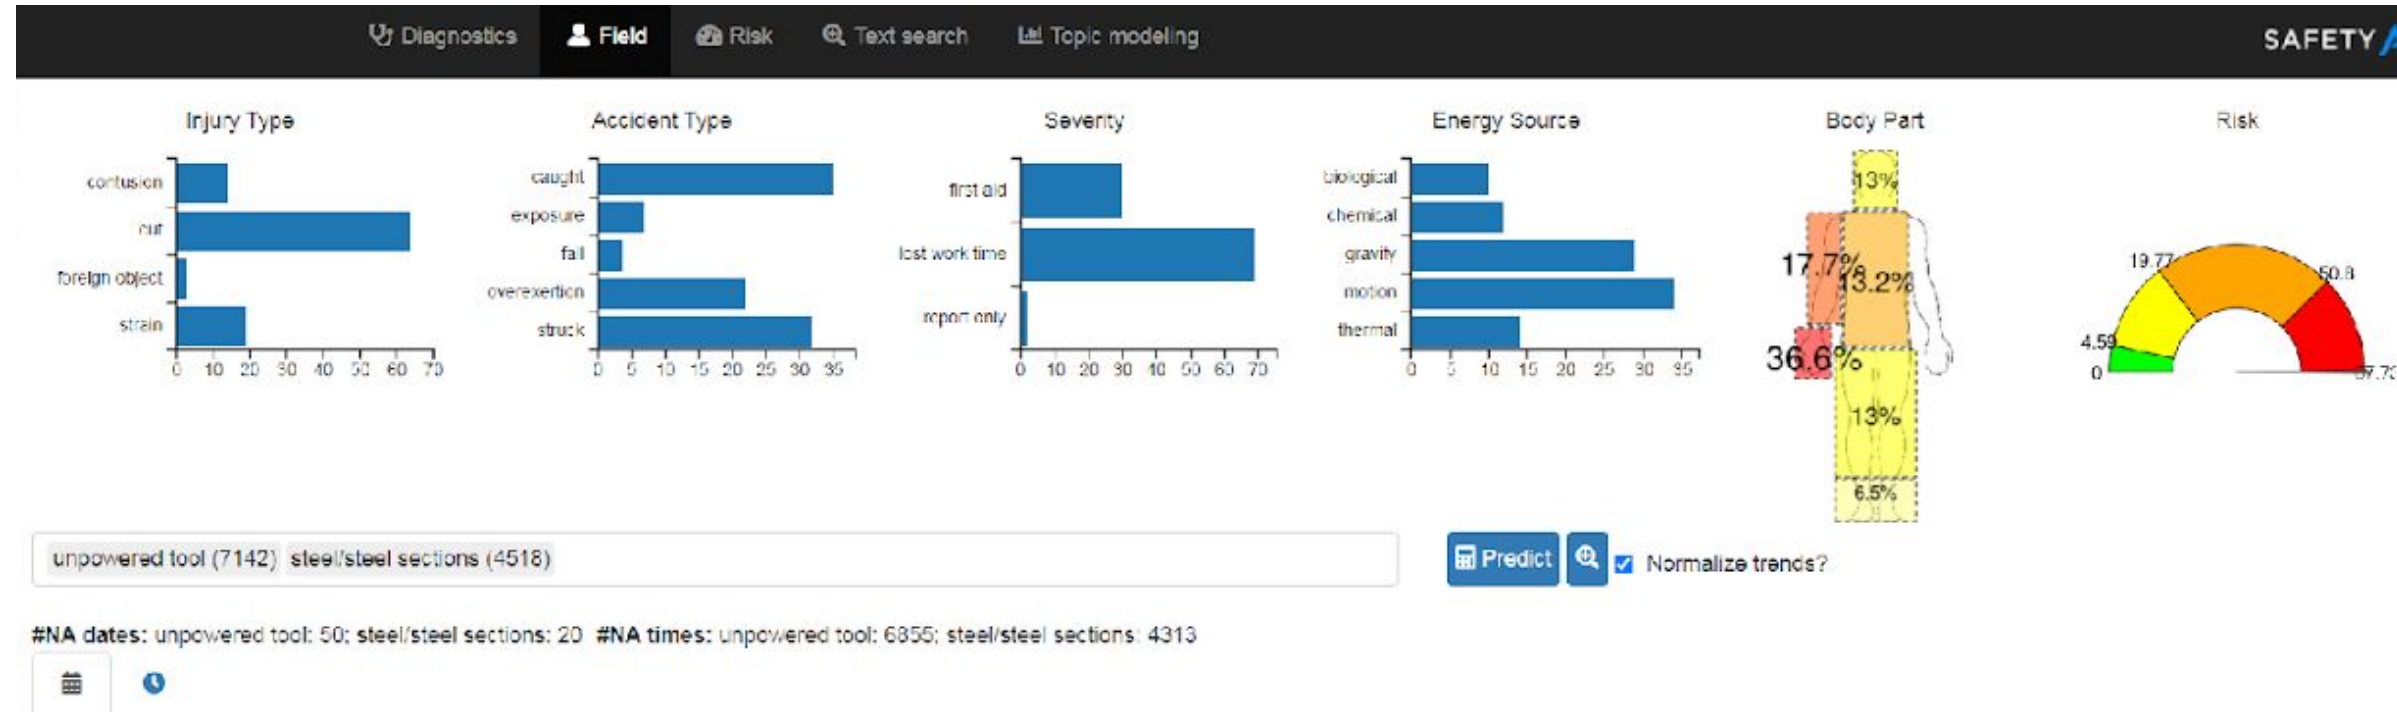 Diagnostics Field Risk Text search Topic modeling SAFETY
Injury Type Accident Type Severity Energy Source Body Part Risk
contusion
cut
foreign object
strain
0 10 20 30 40 50 60 70
caught
exposure
fall
overexertion
struck
0 5 10 15 20 25 30 35
first aid
lost work time
report only
0 10 20 30 40 50 60 70
biological
chemical
gravity
motion
thermal
0 5 10 15 20 25 30 35
13%
17.7%
13.2%
36.6%
13%
6.5%
0
4.59
19.77
50.8
unpowered tool (7142) steel/steel sections (4518)
Predict Normalize trends?
#NA dates: unpowered tool: 50; steel/steel sections: 20 #NA times: unpowered tool: 6855; steel/steel sections: 4313